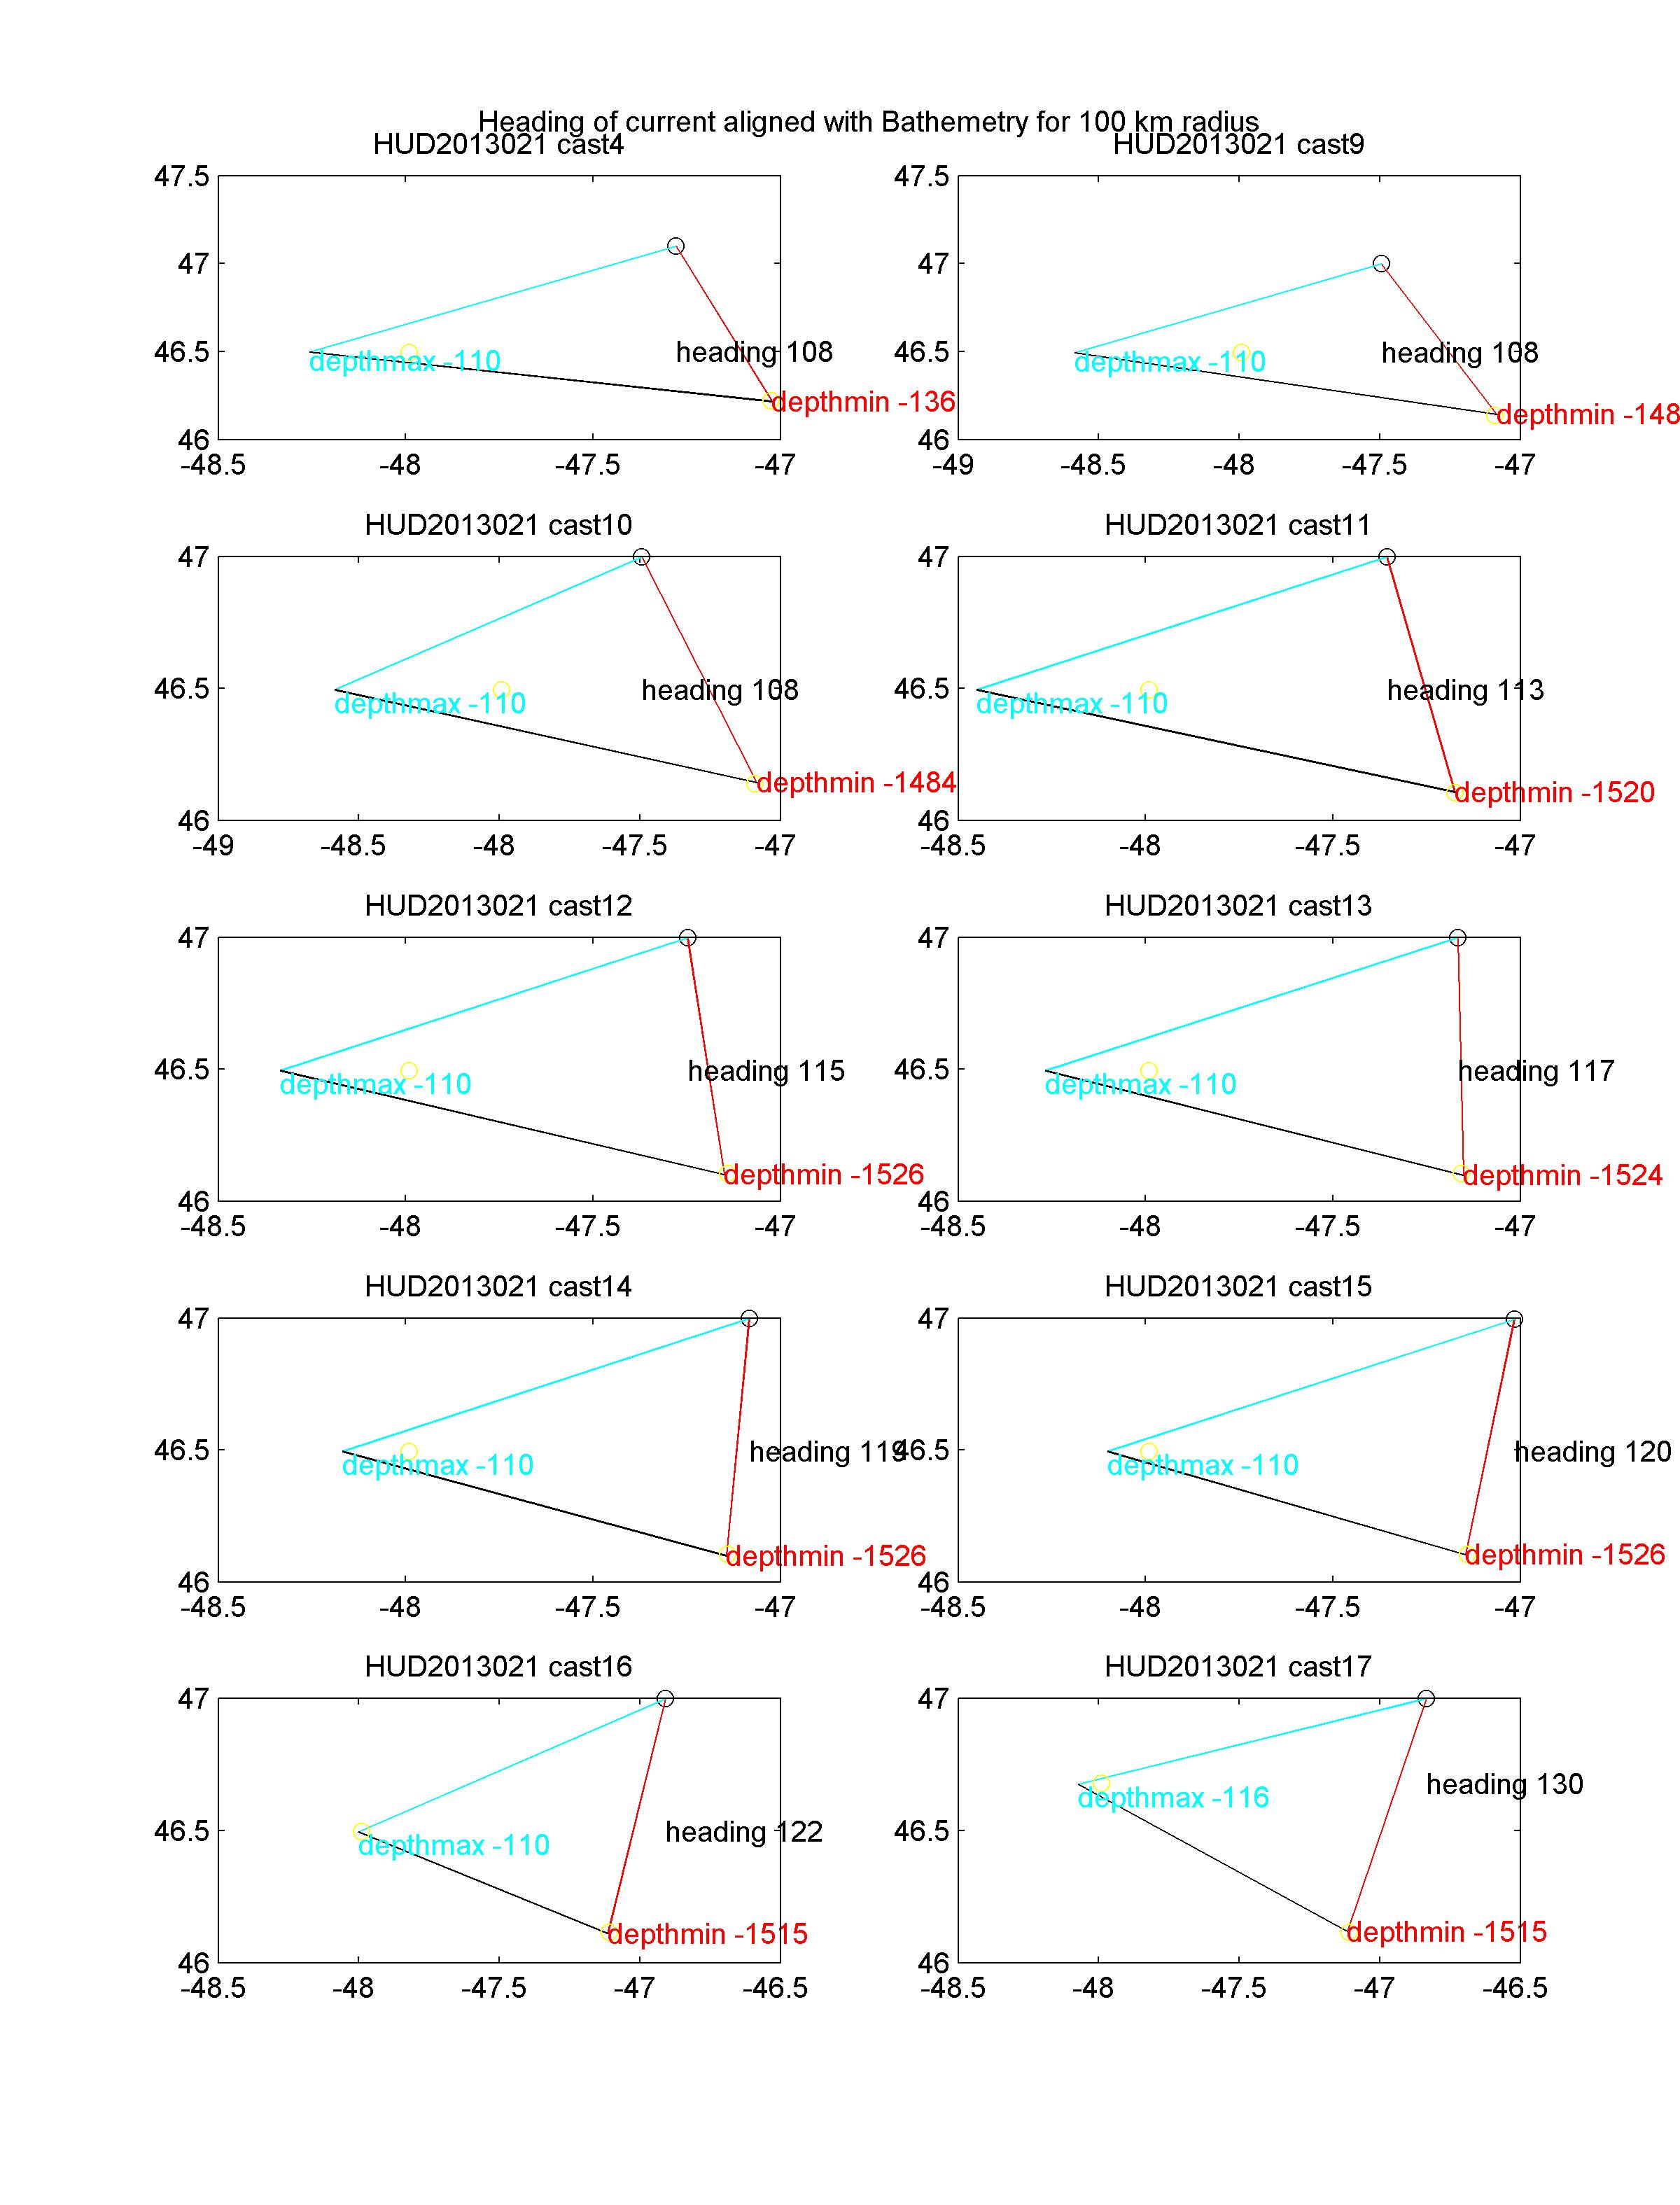 Heading of current aligned with Bathemetry for 100 km radius
HUD2013021 cast4
47.5
47
46.5
46
-48.5 -48 -47.5 -47
depthmax -110
heading 108
depthmin -136
HUD2013021 cast9
47.5
47
46.5
46
-49 -48.5 -48 -47.5 -47
depthmax -110
heading 108
depthmin -148
HUD2013021 cast10
47
46.5
46
-49 -48.5 -48 -47.5 -47
depthmax -110
heading 108
depthmin -1484
HUD2013021 cast11
47
46.5
46
-48.5 -48 -47.5 -47
depthmax -110
heading 113
depthmin -1520
HUD2013021 cast12
47
46.5
46
-48.5 -48 -47.5 -47
depthmax -110
heading 115
depthmin -1526
HUD2013021 cast13
47
46.5
46
-48.5 -48 -47.5 -47
depthmax -110
heading 117
depthmin -1524
HUD2013021 cast14
47
46.5
46
-48.5 -48 -47.5 -47
depthmax -110
heading 119
depthmin -1526
HUD2013021 cast15
47
46.5
46
-48.5 -48 -47.5 -47
depthmax -110
heading 120
depthmin -1526
HUD2013021 cast16
47
46.5
46
-48.5 -48 -47.5 -47 -46.5
depthmax -110
heading 122
depthmin -1515
HUD2013021 cast17
47
46.5
46
-48.5 -48 -47.5 -47 -46.5
depthmax -116
heading 130
depthmin -1515